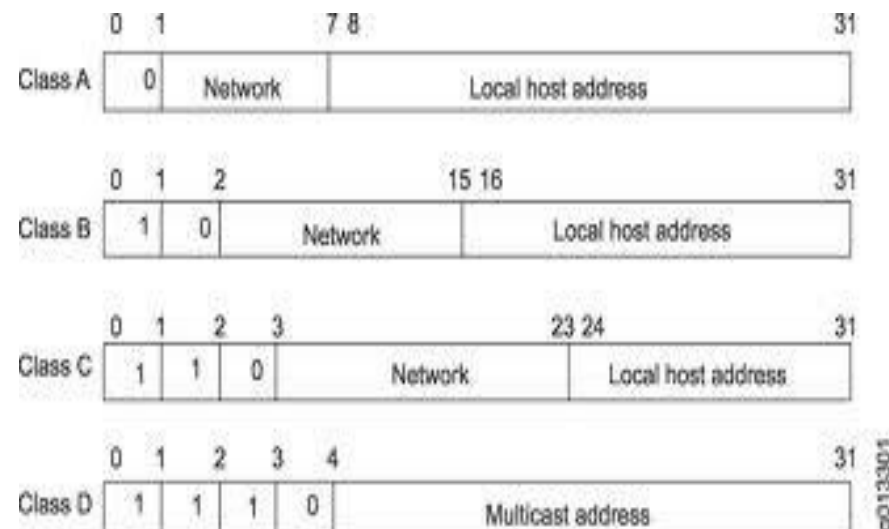 0 1 7 8 31
Class A 0 Network Local host address
0 1 2 15 16 31
Class B 1 0 Network Local host address
0 1 2 3 23 24 31
Class C 1 1 0 Network Local host address
0 1 2 3 4 31
Class D 1 1 1 0 Multicast address
g013301